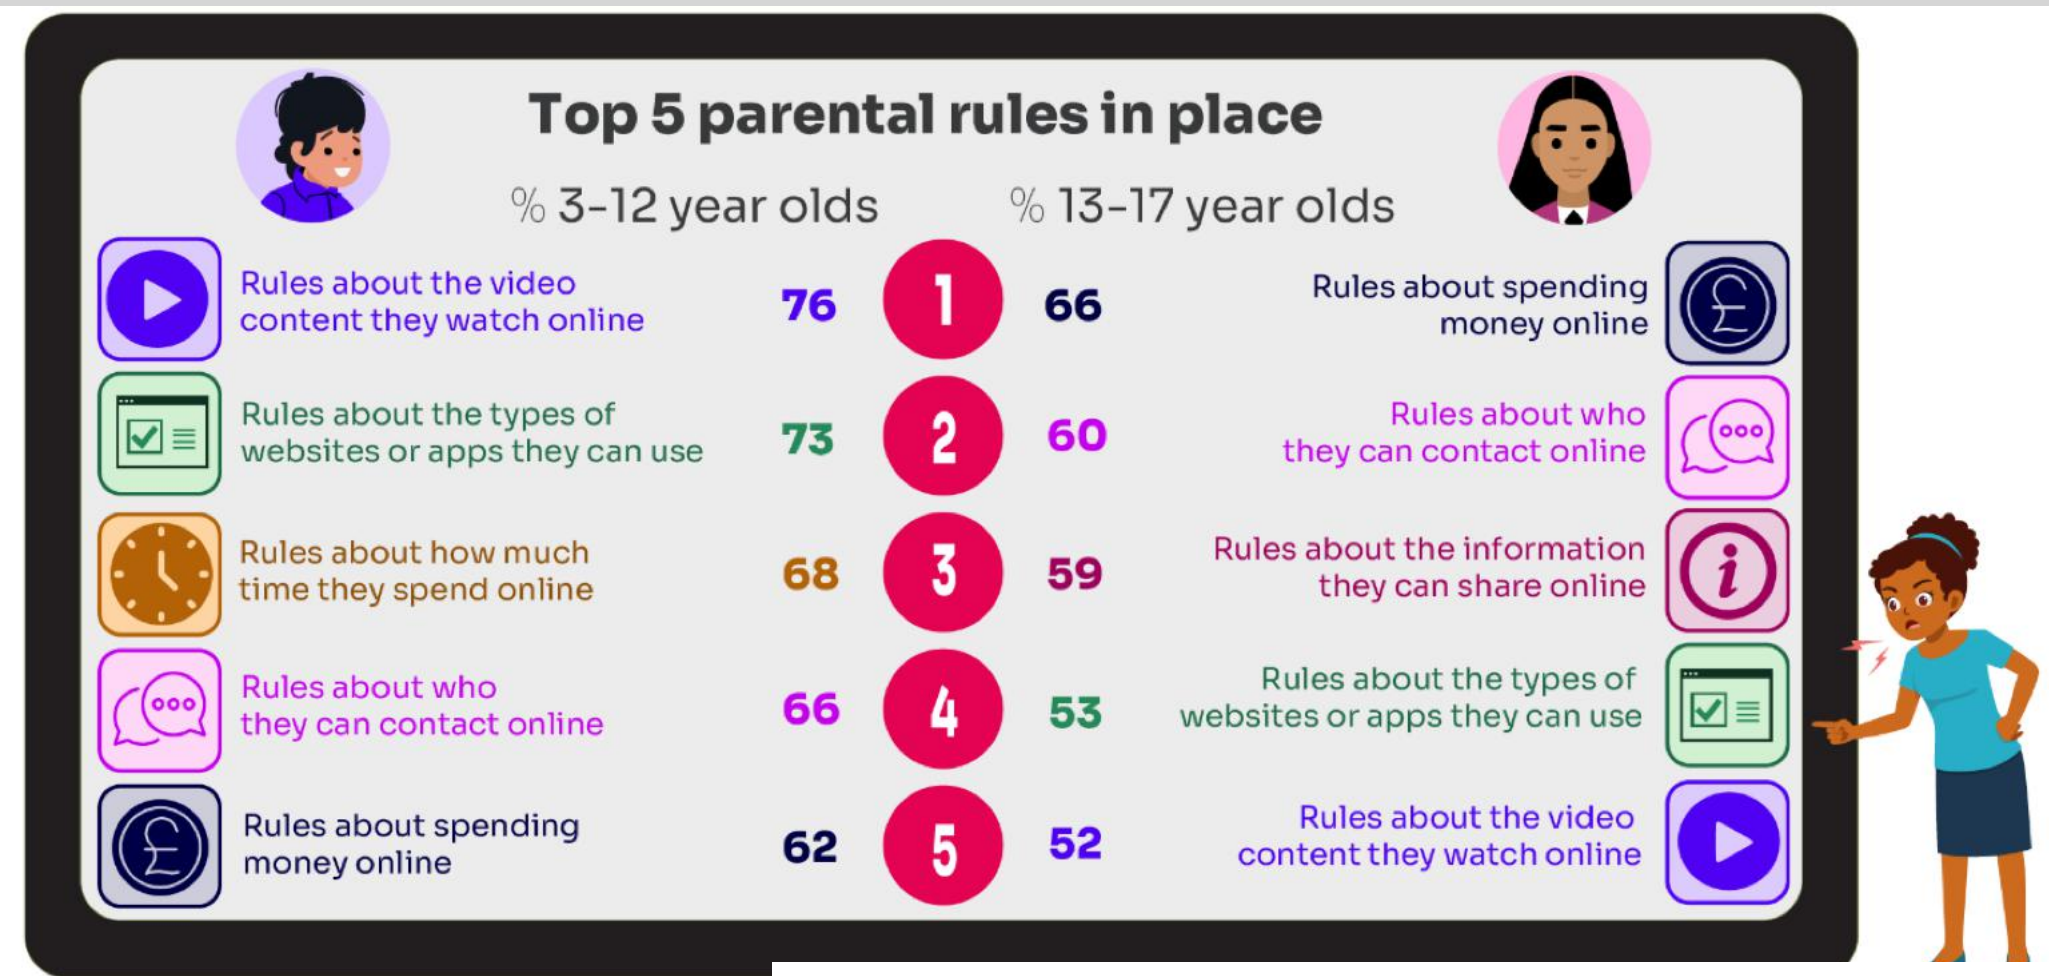 Top 5 parental rules in place
% 3-12 year olds
% 13-17 year olds
Rules about the video
content they watch online
76
1
66
Rules about spending
money online
£
Rules about the types of
websites or apps they can use
73
2
60
Rules about who
they can contact online
Rules about how much
time they spend online
68
3
59
Rules about the information
they can share online
i
Rules about who
they can contact online
66
4
53
Rules about the types of
websites or apps they can use
£
Rules about spending
money online
62
5
52
Rules about the video
content they watch online